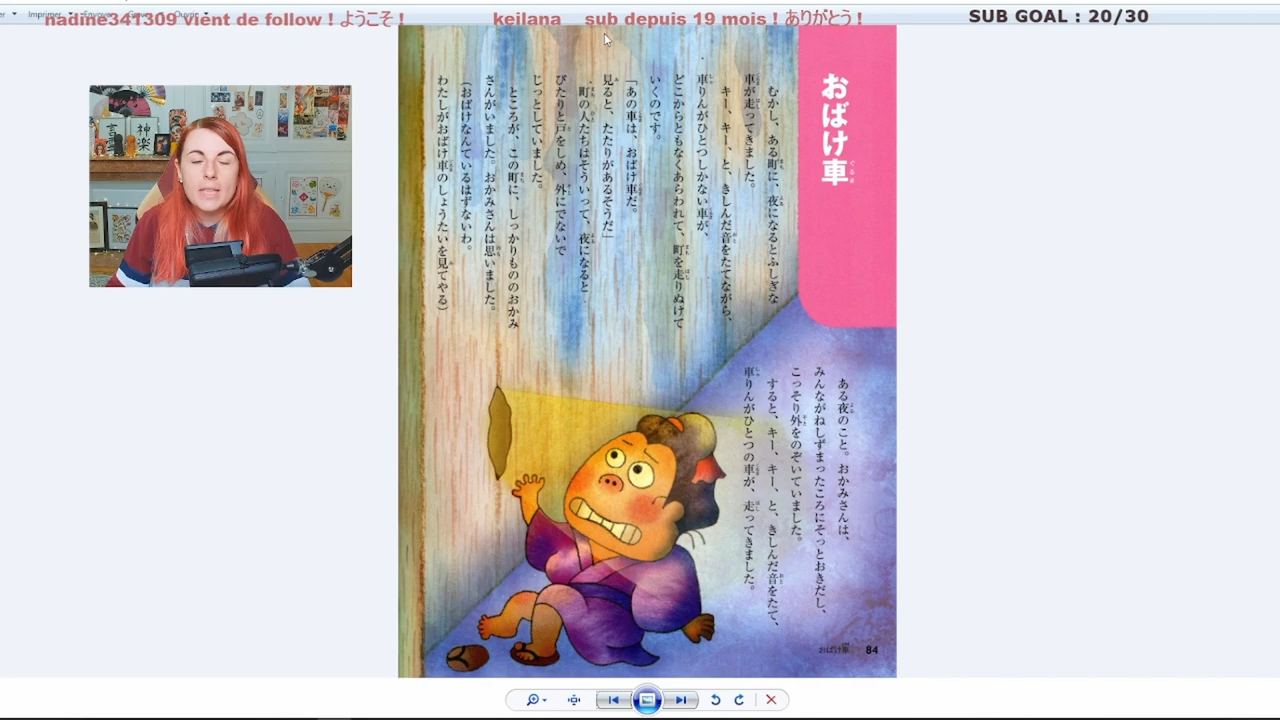 Imprimer
Envoyer
Graver
Ouvrir
nadine341309 vient de follow ! ようこそ !
keilana sub depuis 19 mois ! ありがとう !
SUB GOAL : 20/30
言
神楽
おばけ車
むかし、ある町に、夜になるとふしぎな
車が走ってきました。
キー、キー、と、きしんだ音をたてながら、
車りんがひとつしかない車が、
どこからともなくあらわれて、町を走りぬけて
いくのです。
「あの車は、おばけ車だ。
見ると、たたりがあるそうだ」
町の人たちはそういって、夜になると
ぴたりと戸をしめ、外にでないで
じっとしていました。
ところが、この町に、しっかりもののおかみ
さんがいました。おかみさんは思いました。
(おばけなんているはずないわ。
わたしがおばけ車のしょうたいを見てやる)
ある夜のこと。おかみさんは、
みんながねしずまったころにそっとおきだし、
こっそり外をのぞいていました。
すると、キー、キー、と、きしんだ音をたて、
車りんがひとつの車が、走ってきました。
おばけ車 84